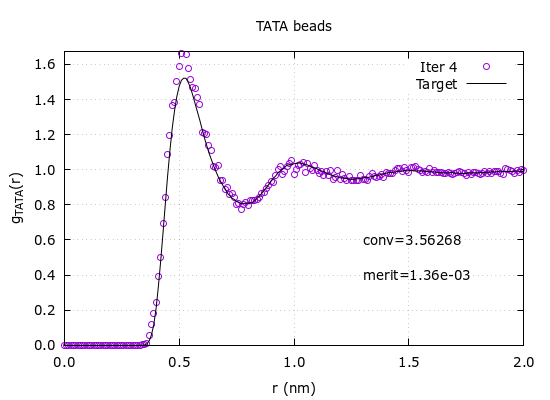 TATA beads
Iter 4
Target
1.6
1.4
1.2
1.0
0.8
0.6
0.4
0.2
0.0
gTATA(r)
conv=3.56268
merit=1.36e-03
0.0 0.5 1.0 1.5 2.0
r (nm)